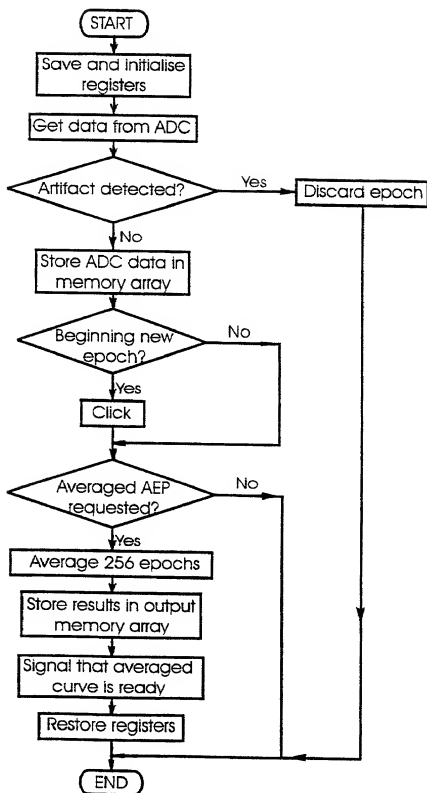 START
Save and initialise
registers
Get data from ADC
Artifact detected?
Yes
Discard epoch
No
Store ADC data in
memory array
Beginning new
epoch?
No
Yes
Click
Averaged AEP
requested?
No
Yes
Average 256 epochs
Store results in output
memory array
Signal that averaged
curve is ready
Restore registers
END